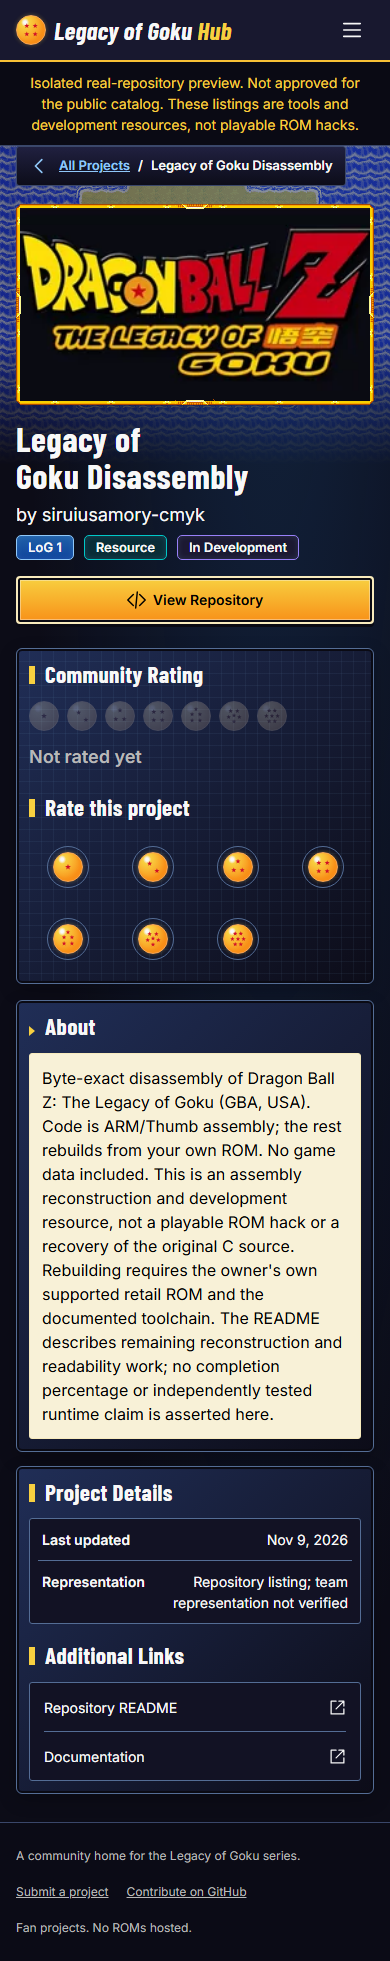 Legacy of Goku Hub
Isolated real-repository preview. Not approved for
the public catalog. These listings are tools and
development resources, not playable ROM hacks.
All Projects / Legacy of Goku Disassembly
DRAGON BALL Z
THE LEGACY OF 悟空
GOKU
Legacy of
Goku Disassembly
by siruiusamory-cmyk
LoG 1 Resource In Development
View Repository
Community Rating
Not rated yet
Rate this project
About
Byte-exact disassembly of Dragon Ball
Z: The Legacy of Goku (GBA, USA).
Code is ARM/Thumb assembly; the rest
rebuilds from your own ROM. No game
data included. This is an assembly
reconstruction and development
resource, not a playable ROM hack or a
recovery of the original C source.
Rebuilding requires the owner's own
supported retail ROM and the
documented toolchain. The README
describes remaining reconstruction and
readability work; no completion
percentage or independently tested
runtime claim is asserted here.
Project Details
Last updated Nov 9, 2026
Representation Repository listing; team
representation not verified
Additional Links
Repository README
Documentation
A community home for the Legacy of Goku series.
Submit a project Contribute on GitHub
Fan projects. No ROMs hosted.